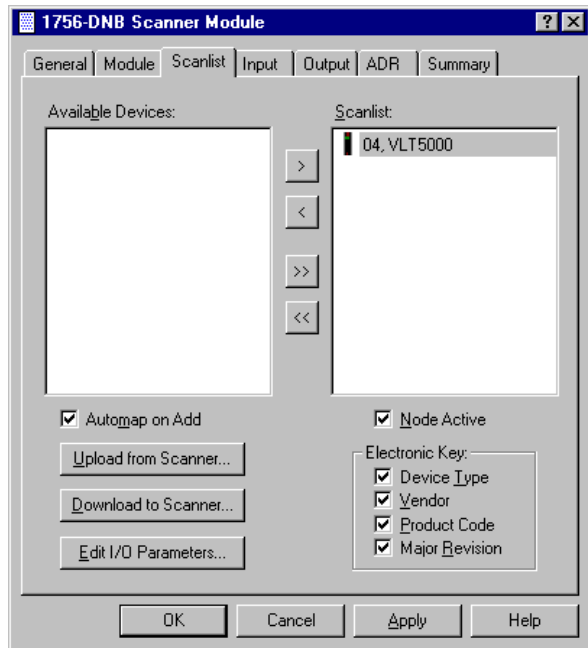 1756-DNB Scanner Module
General Module Scanlist Input Output ADR Summary
Available Devices:
Scanlist:
04, VLT5000
>
<
>>
<<
Automap on Add
Node Active
Upload from Scanner...
Download to Scanner...
Edit I/O Parameters...
Electronic Key:
Device Type
Vendor
Product Code
Major Revision
OK Cancel Apply Help